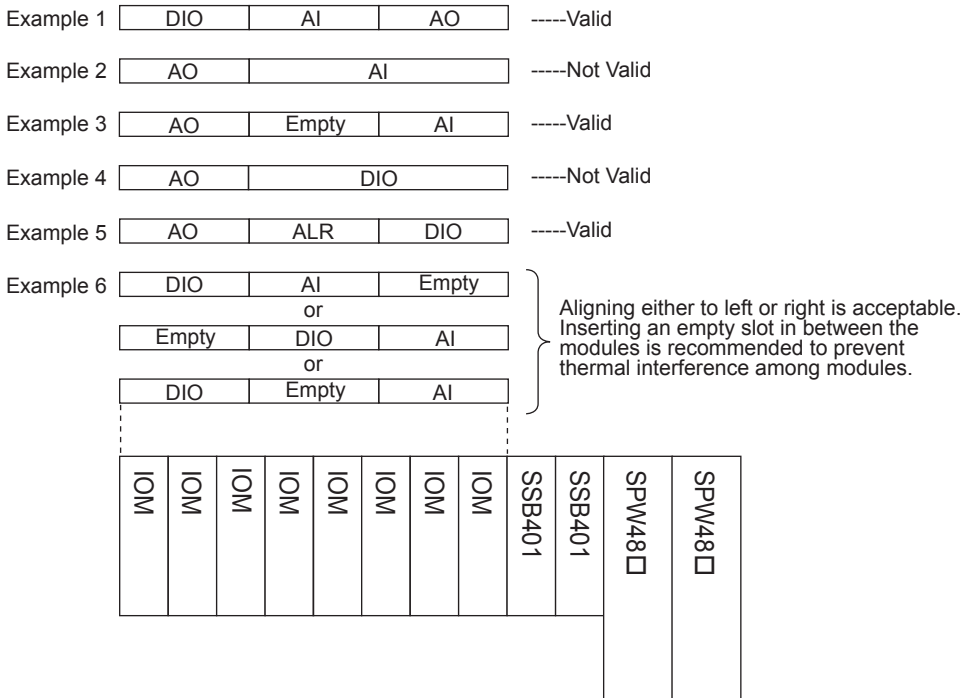 Example 1 DIO AI AO -----Valid
Example 2 AO AI -----Not Valid
Example 3 AO Empty AI -----Valid
Example 4 AO DIO -----Not Valid
Example 5 AO ALR DIO -----Valid
Example 6 DIO AI Empty
or
Empty DIO AI
or
DIO Empty AI
Aligning either to left or right is acceptable.
Inserting an empty slot in between the
modules is recommended to prevent
thermal interference among modules.
IOM IOM IOM IOM IOM IOM IOM IOM SSB401 SSB401 SPW48□ SPW48□